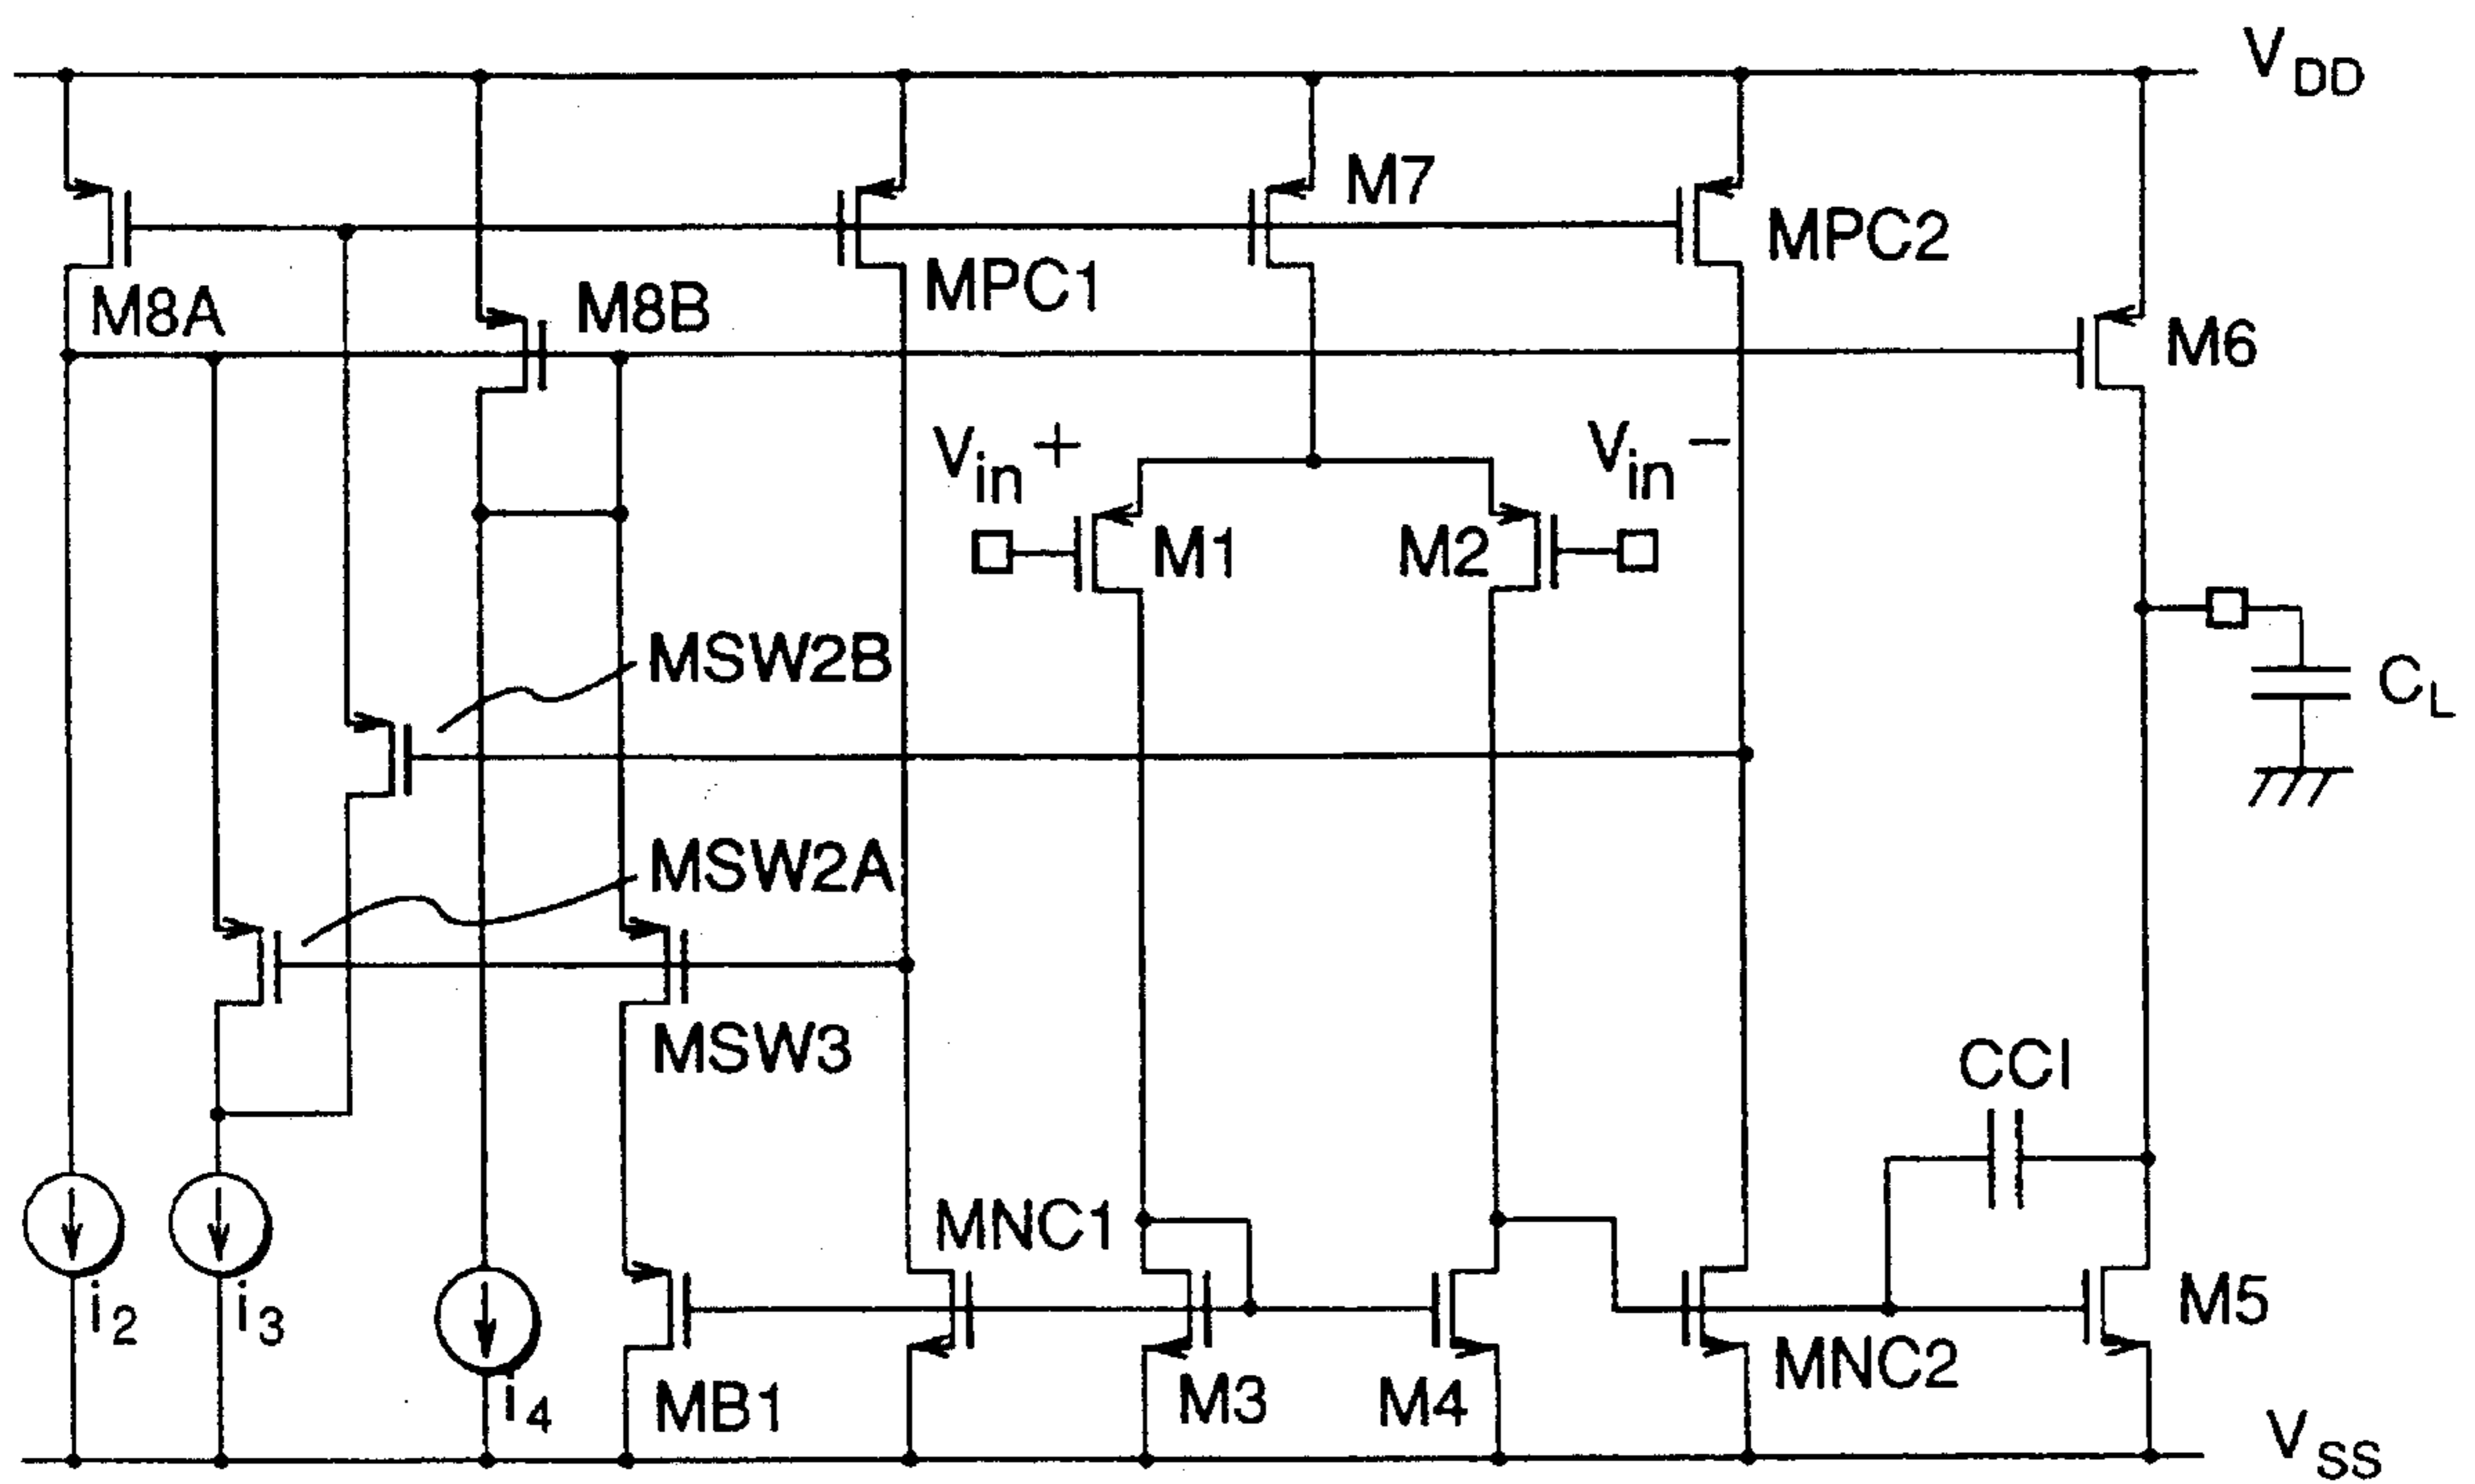 VDD
M7
MPC2
MPC1
M8A
M8B
M6
Vin +
Vin −
M1
M2
MSW2B
CL
MSW2A
MSW3
CCI
MNC1
i2
i3
M5
MNC2
i4
MB1
M3
M4
VSS